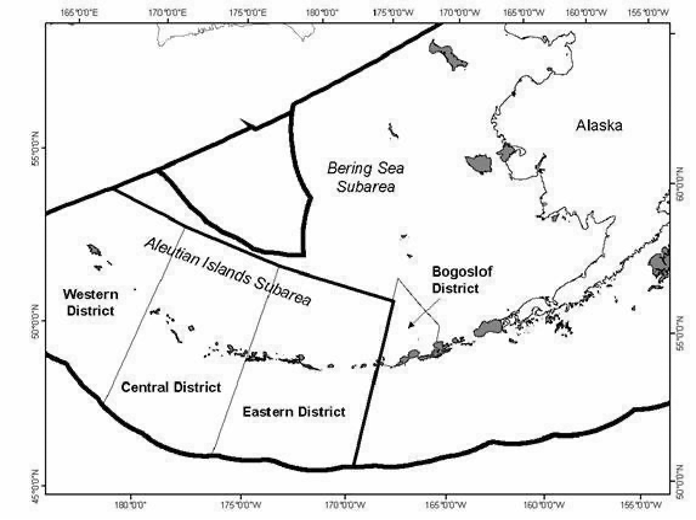 165°0'0"E 170°0'0"E 175°0'0"E 180°0'0" 175°0'0"W 170°0'0"W 165°0'0"W 160°0'0"W 155°0'0"W
Alaska
55°0'0"N
Bering Sea
Subarea
60°0'0"N
Aleutian Islands Subarea
Bogoslof
District
Western
District
50°0'0"N
55°0'0"N
Central District
Eastern District
45°0'0"N
50°0'0"N
180°0'0" 175°0'0"W 170°0'0"W 165°0'0"W 160°0'0"W 155°0'0"W